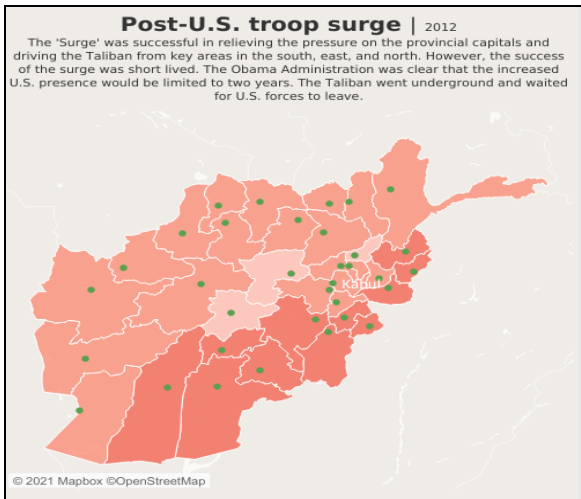 Post-U.S. troop surge | 2012
The 'Surge' was successful in relieving the pressure on the provincial capitals and
driving the Taliban from key areas in the south, east, and north. However, the success
of the surge was short lived. The Obama Administration was clear that the increased
U.S. presence would be limited to two years. The Taliban went underground and waited
for U.S. forces to leave.
Kabul
© 2021 Mapbox ©OpenStreetMap